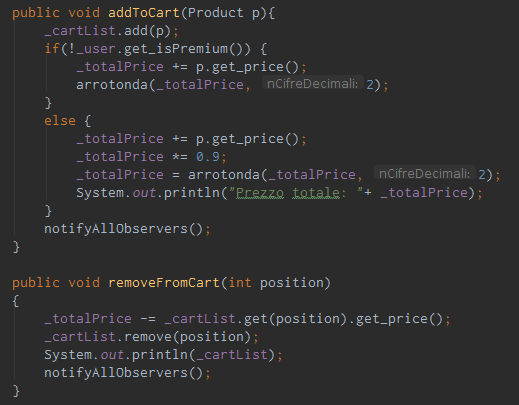 public void addToCart(Product p){
    _cartList.add(p);
    if(!_user.get_isPremium()) {
        _totalPrice += p.get_price();
        arrotonda(_totalPrice, nCifreDecimali: 2);
    }
    else {
        _totalPrice += p.get_price();
        _totalPrice *= 0.9;
        _totalPrice = arrotonda(_totalPrice, nCifreDecimali: 2);
        System.out.println("Prezzo totale: "+ _totalPrice);
    }
    notifyAllObservers();
}
public void removeFromCart(int position)
{
    _totalPrice -= _cartList.get(position).get_price();
    _cartList.remove(position);
    System.out.println(_cartList);
    notifyAllObservers();
}